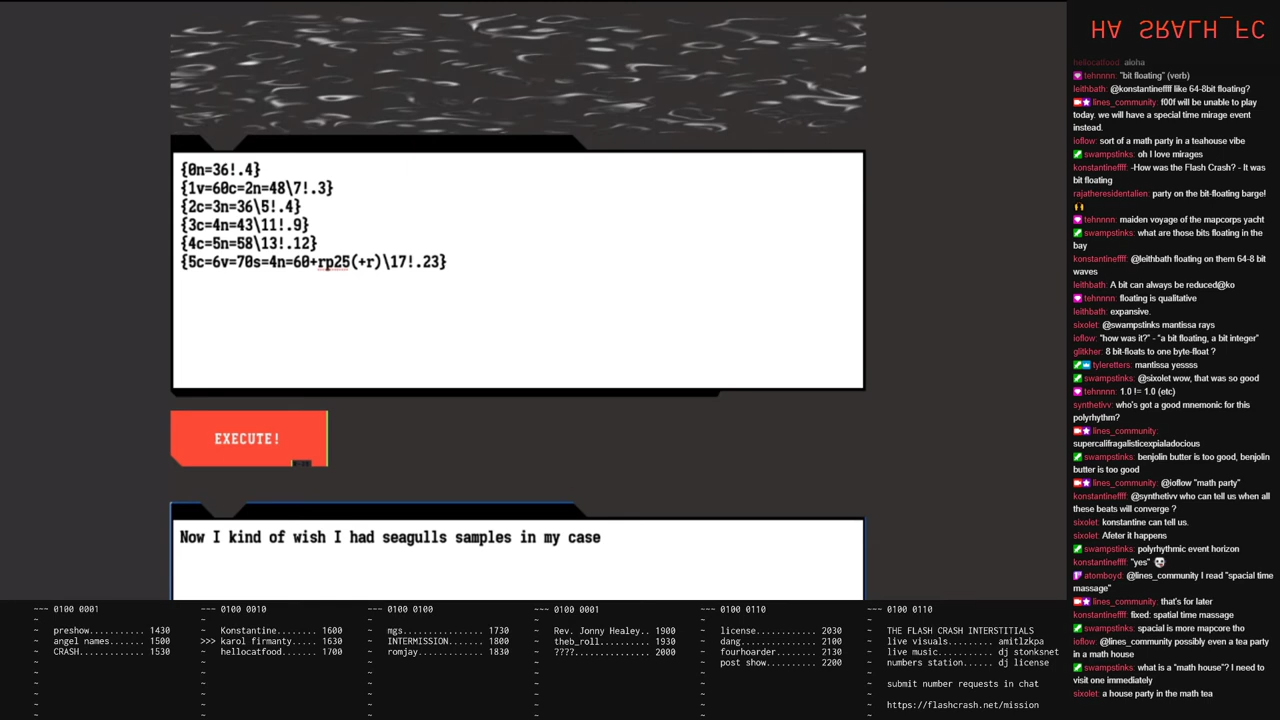 HA SRALH_FC
hellocatfood: aloha
tehnnnn: "bit floating" (verb)
leithbath: @konstantineffff like 64-8bit floating?
lines_community: f00f will be unable to play
today. we will have a special time mirage event
instead.
ioflow: sort of a math party in a teahouse vibe
swampstinks: oh I love mirages
konstantineffff: -How was the Flash Crash? - It was
bit floating
rajatheresidentalien: party on the bit-floating barge!
tehnnnn: maiden voyage of the mapcorps yacht
swampstinks: what are those bits floating in the
bay
konstantineffff: @leithbath floating on them 64-8 bit
waves
leithbath: A bit can always be reduced@ko
tehnnnn: floating is qualitative
leithbath: expansive.
sixolet: @swampstinks mantissa rays
ioflow: "how was it?" - "a bit floating, a bit integer"
glitkher: 8 bit-floats to one byte-float ?
tyleretters: mantissa yessss
swampstinks: @sixolet wow, that was so good
tehnnnn: 1.0 != 1.0 (etc)
synthetivv: who's got a good mnemonic for this
polyrhythm?
lines_community:
supercalifragalisticexpialadocious
swampstinks: benjolin butter is too good, benjolin
butter is too good
lines_community: @ioflow "math party"
konstantineffff: @synthetivv who can tell us when all
these beats will converge ?
sixolet: konstantine can tell us.
sixolet: Afeter it happens
swampstinks: polyrhythmic event horizon
konstantineffff: "yes"
atomboyd: @lines_community I read "spacial time
massage"
lines_community: that's for later
konstantineffff: fixed: spatial time massage
swampstinks: spacial is more mapcore tho
ioflow: @lines_community possibly even a tea party
in a math house
swampstinks: what is a "math house"? I need to
visit one immediately
sixolet: a house party in the math tea
{0n=36!.4}
{1v=60c=2n=48\7!.3}
{2c=3n=36\5!.4}
{3c=4n=43\11!.9}
{4c=5n=58\13!.12}
{5c=6v=70s=4n=60+rp25(+r)\17!.23}
EXECUTE!
Now I kind of wish I had seagulls samples in my case
~~~ 0100 0001
~
~ preshow.......... 1430
~ angel names...... 1500
~ CRASH............ 1530
~
~
~
~
~
~~~ 0100 0010
~
~ Konstantine....... 1600
>>> karol firmanty.... 1630
~ hellocatfood...... 1700
~
~
~
~
~
~~~ 0100 0100
~
~ mgs............... 1730
~ INTERMISSION...... 1800
~ romjay............ 1830
~
~
~
~
~
~~~ 0100 0001
~
~ Rev. Jonny Healey.. 1900
~ theb_roll.......... 1930
~ ????............... 2000
~
~
~
~
~
~~~ 0100 0110
~
~ license........... 2030
~ dang.............. 2100
~ fourhoarder....... 2130
~ post show......... 2200
~
~
~
~
~~~ 0100 0110
~
~ THE FLASH CRASH INTERSTITIALS
~ live visuals........ amitlzkpa
~ live music....... dj stonksnet
~ numbers station...... dj license
~
~ submit number requests in chat
~
~ https://flashcrash.net/mission